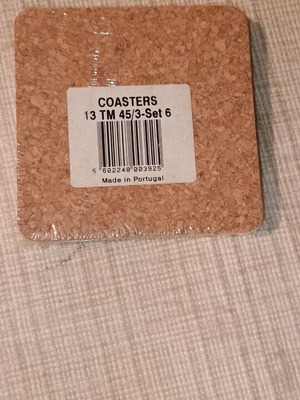 COASTERS
13 TM 45/3-Set 6
5 602248 003925
Made in Portugal